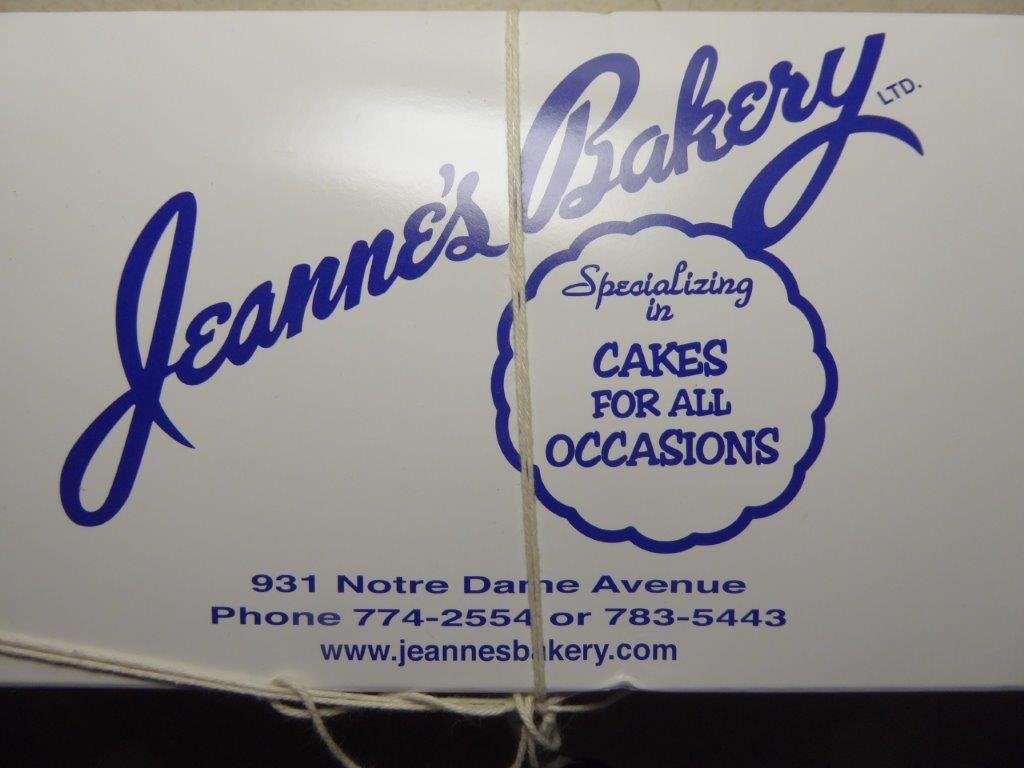 Jeanne's Bakery LTD.
Specializing
in
CAKES
FOR ALL
OCCASIONS
931 Notre Dame Avenue
Phone 774-2554 or 783-5443
www.jeannesbakery.com